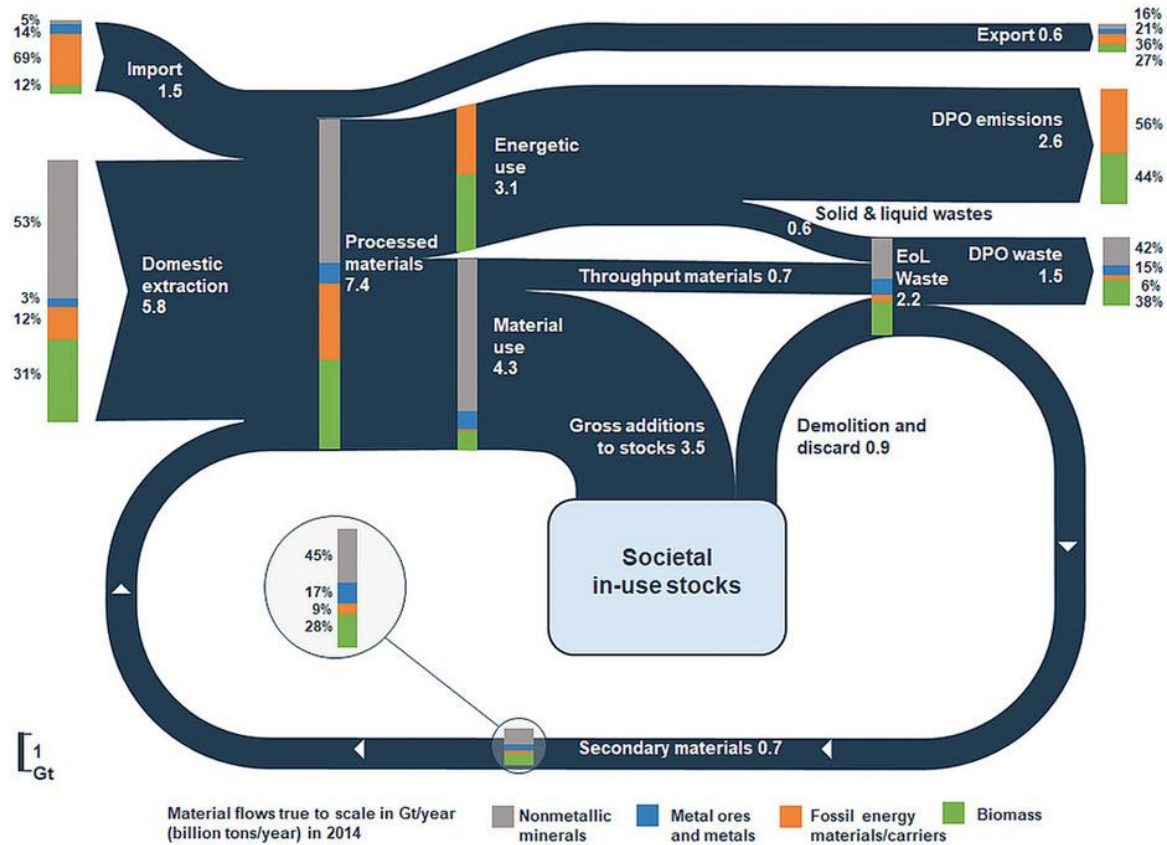 5%
14%
69%
12%
Import
1.5
Export 0.6
16%
21%
36%
27%
53%
3%
12%
31%
Domestic
extraction
5.8
Processed
materials
7.4
Energetic
use
3.1
DPO emissions
2.6
56%
44%
Solid & liquid wastes
0.6
Throughput materials 0.7
EoL
Waste
2.2
DPO waste
1.5
42%
15%
6%
38%
Material
use
4.3
Gross additions
to stocks 3.5
Demolition and
discard 0.9
Societal
in-use stocks
45%
17%
9%
28%
Secondary materials 0.7
1
Gt
Material flows true to scale in Gt/year
(billion tons/year) in 2014
Nonmetallic
minerals
Metal ores
and metals
Fossil energy
materials/carriers
Biomass